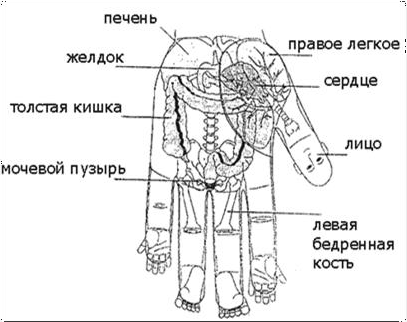 печень
правое легкое
желдок
сердце
толстая кишка
лицо
мочевой пузырь
левая
бедренная
кость